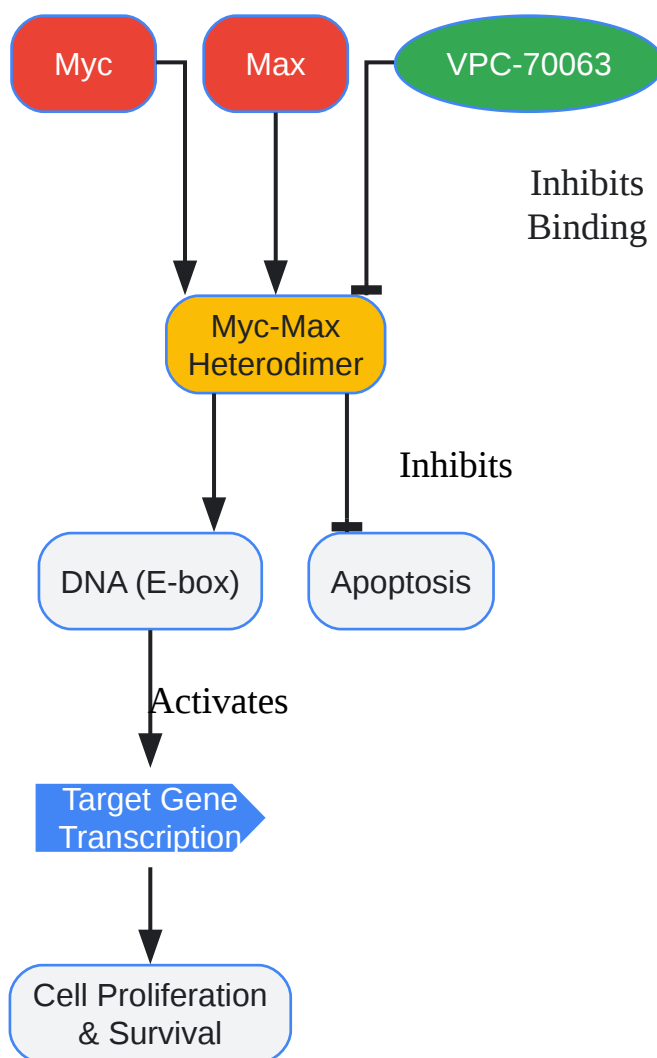 Myc
Max
VPC-70063
Inhibits
Binding
Myc-Max
Heterodimer
Inhibits
DNA (E-box)
Apoptosis
Activates
Target Gene
Transcription
Cell Proliferation
& Survival